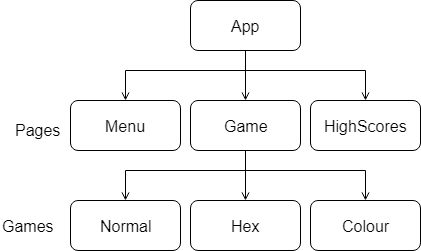 App
Pages
Menu
Game
HighScores
Games
Normal
Hex
Colour